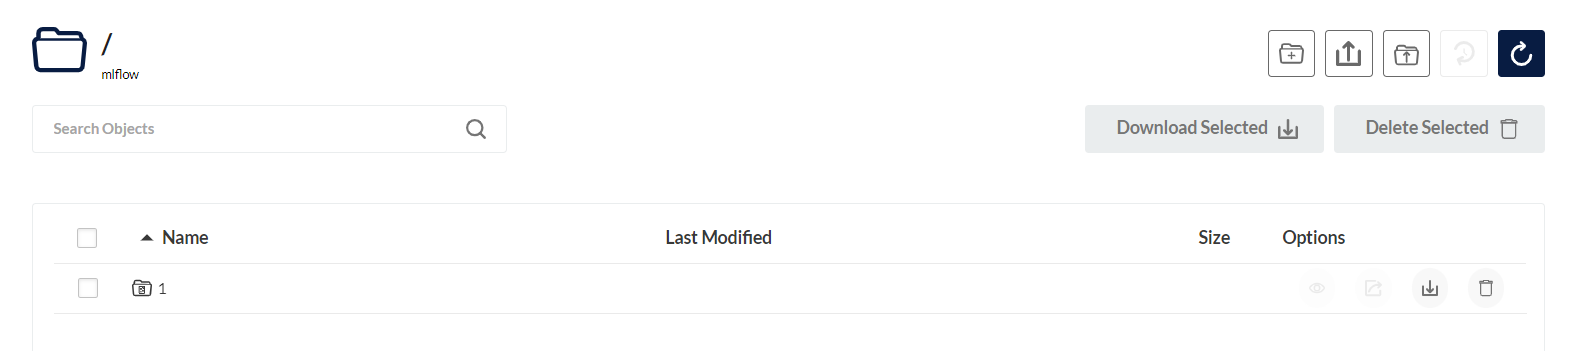 /
mlflow
Search Objects
Download Selected
Delete Selected
Name Last Modified Size Options
1